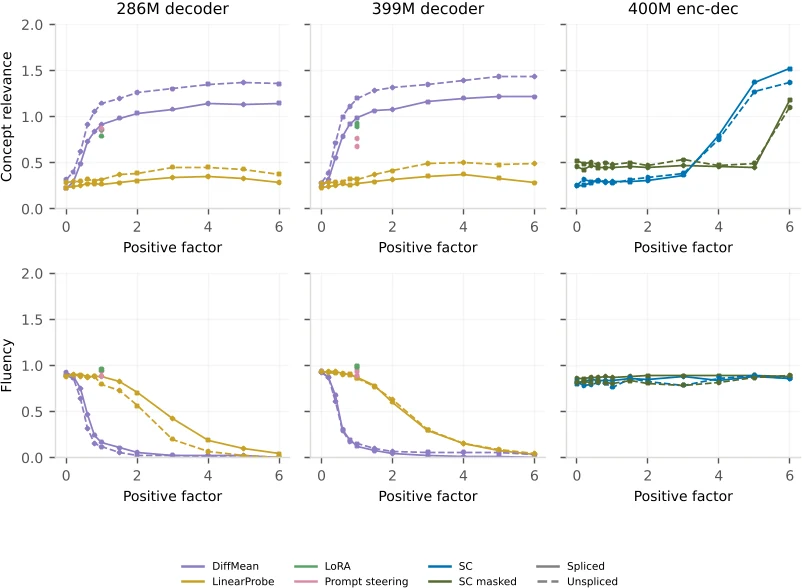 286M decoder 399M decoder 400M enc-dec
Concept relevance
2.0
1.5
1.0
0.5
0.0
0 2 4 6 0 2 4 6 0 2 4 6
Positive factor Positive factor Positive factor
Fluency
2.0
1.5
1.0
0.5
0.0
0 2 4 6 0 2 4 6 0 2 4 6
Positive factor Positive factor Positive factor
DiffMean LoRA SC Spliced
LinearProbe Prompt steering SC masked Unspliced